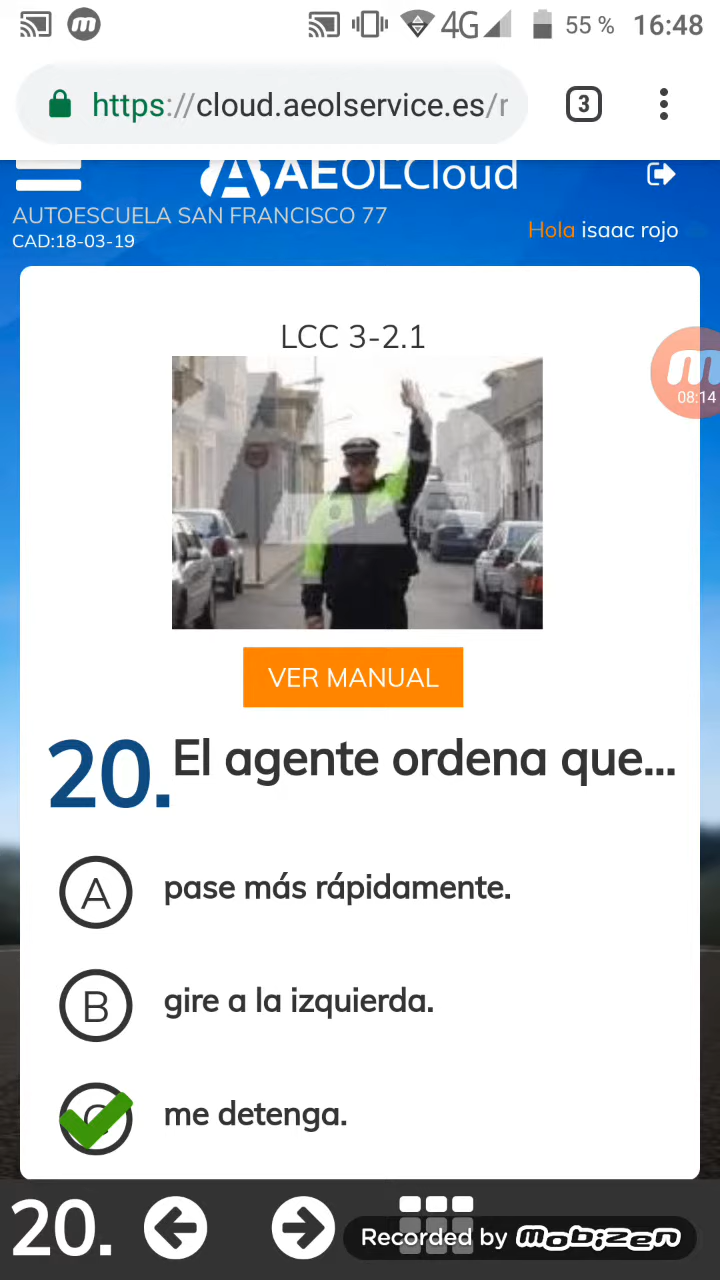 4G 55 % 16:48
https://cloud.aeolservice.es/r 3
AEOLCloud
AUTOESCUELA SAN FRANCISCO 77
CAD:18-03-19
Hola isaac rojo
LCC 3-2.1
08:14
VER MANUAL
20. El agente ordena que...
A pase más rápidamente.
B gire a la izquierda.
C me detenga.
20.
Recorded by mobizen